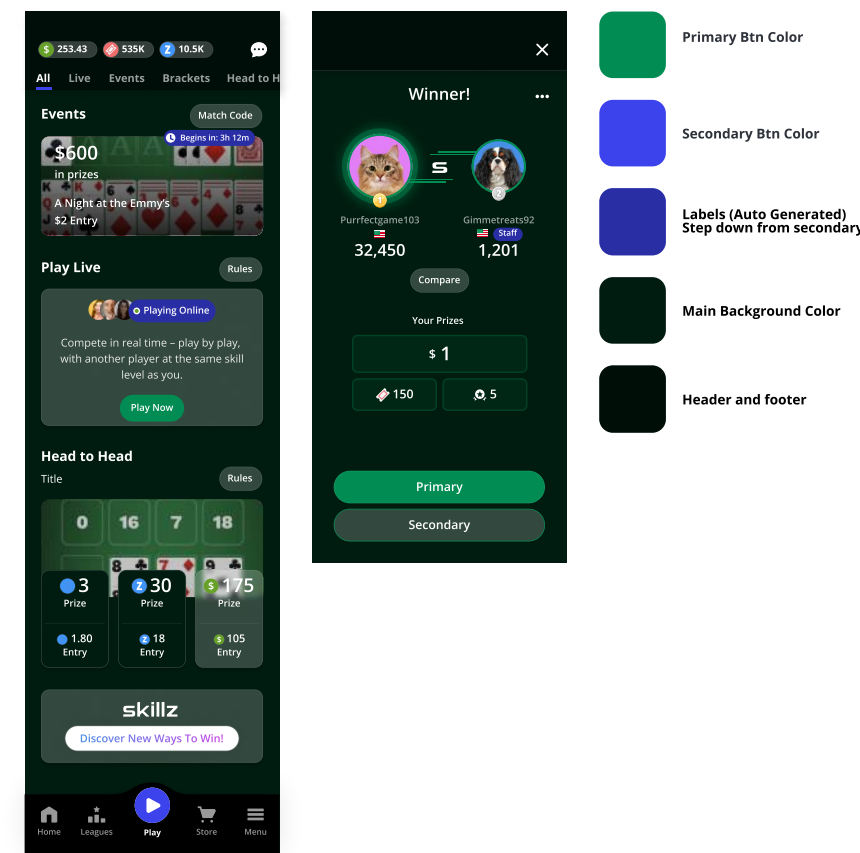 $ 253.43 535K Z 10.5K
All Live Events Brackets Head to H
Events
Match Code
Begins in: 3h 12m
$600
in prizes
A Night at the Emmy's
$2 Entry
Play Live
Rules
Playing Online
Compete in real time – play by play,
with another player at the same skill
level as you.
Play Now
Head to Head
Title
Rules
0 16 7 18
8 7 9
3
Prize
1.80
Entry
Z 30
Prize
Z 18
Entry
$ 175
Prize
$ 105
Entry
skillz
Discover New Ways To Win!
Home
Leagues
Play
Store
Menu
Winner!
S
1
2
Purrfectgame103
32,450
Gimmetreats92
Staff
1,201
Compare
Your Prizes
$ 1
150
5
Primary
Secondary
Primary Btn Color
Secondary Btn Color
Labels (Auto Generated)
Step down from secondary
Main Background Color
Header and footer